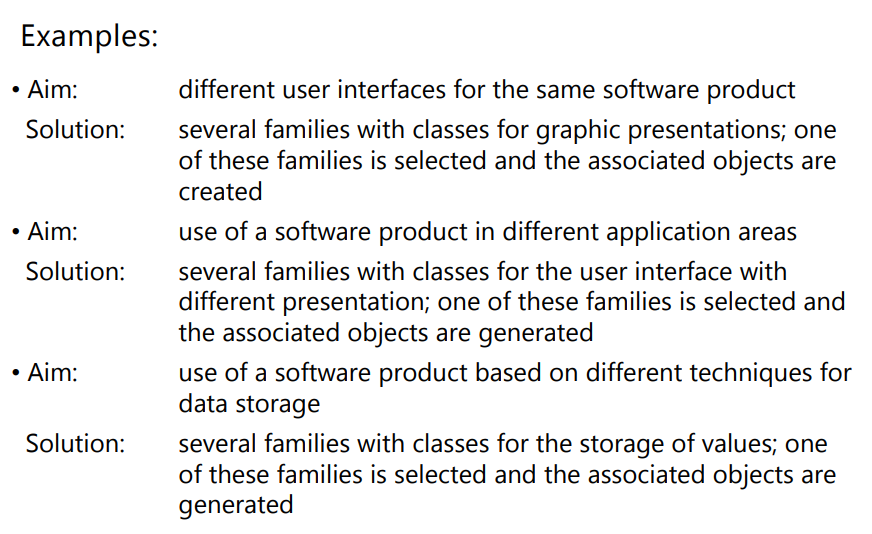 Examples:
• Aim: different user interfaces for the same software product
Solution: several families with classes for graphic presentations; one
of these families is selected and the associated objects are
created
• Aim: use of a software product in different application areas
Solution: several families with classes for the user interface with
different presentation; one of these families is selected and
the associated objects are generated
• Aim: use of a software product based on different techniques for
data storage
Solution: several families with classes for the storage of values; one
of these families is selected and the associated objects are
generated